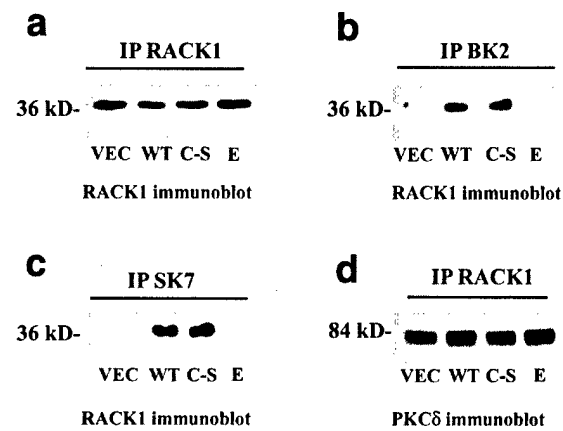 a
IP RACK1
36 kD-
VEC WT C-S E
RACK1 immunoblot
b
IP BK2
36 kD-
VEC WT C-S E
RACK1 immunoblot
c
IP SK7
36 kD-
VEC WT C-S E
RACK1 immunoblot
d
IP RACK1
84 kD-
VEC WT C-S E
PKCδ immunoblot